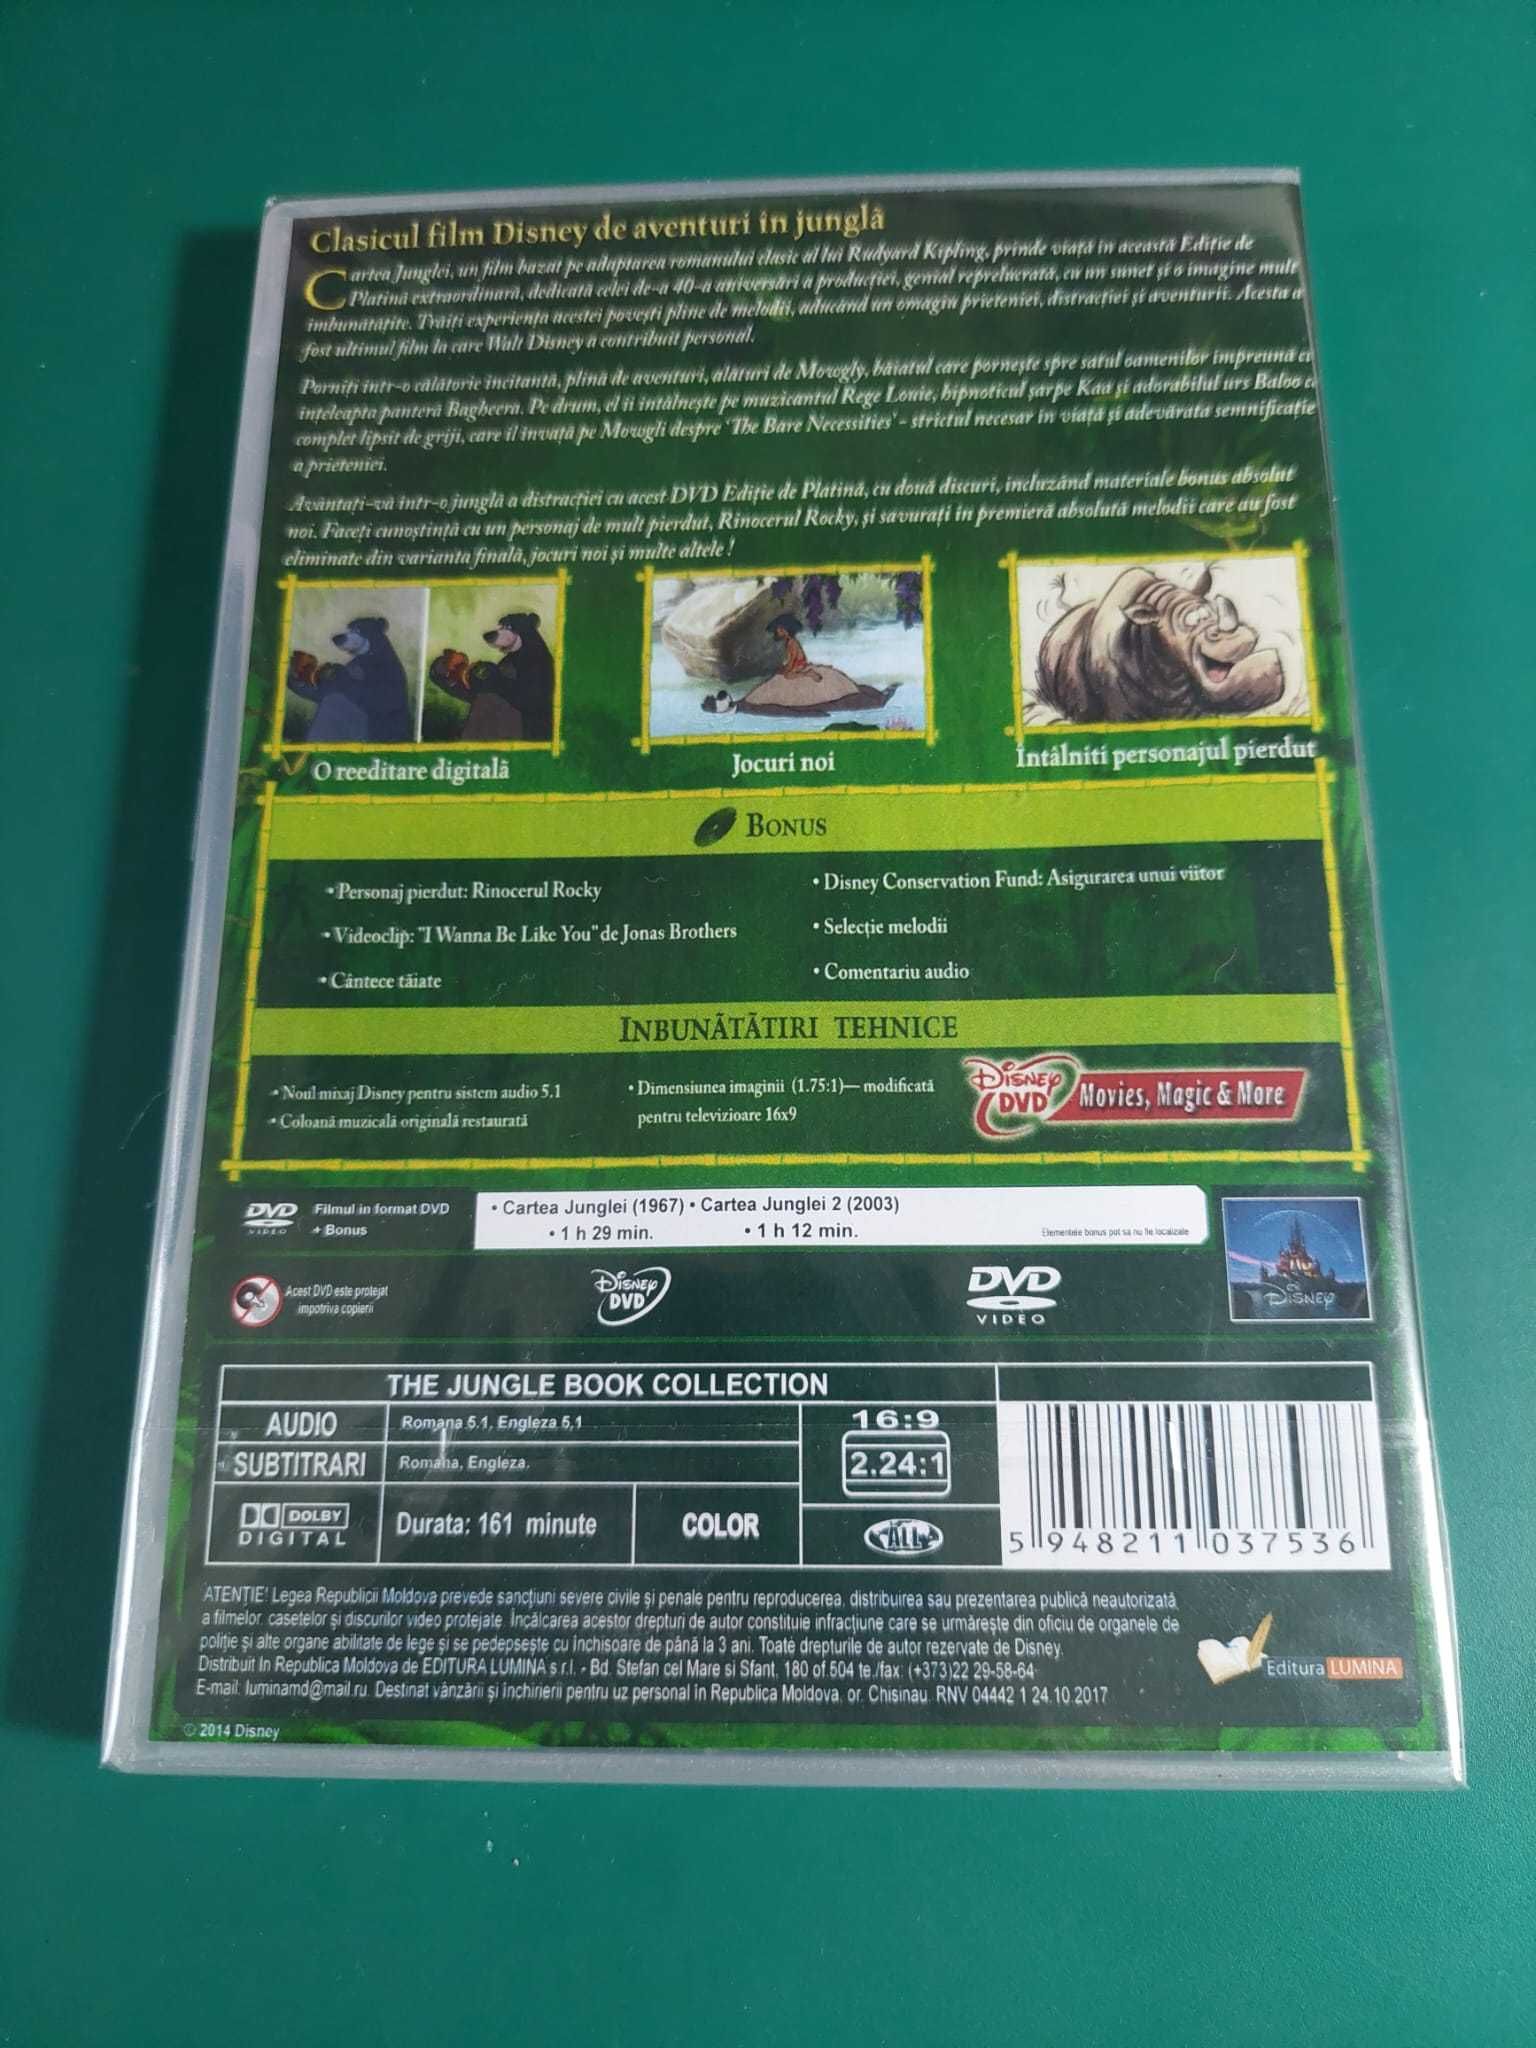 Clasicul film Disney de aventuri în junglă
Cartea Junglei, un film bazat pe adaptarea romanului clasic al lui Rudyard Kipling, prinde viață în această Ediție de
Platină extraordinară, dedicată celei de-a 40-a aniversări a producției, genial reprelucrată, cu un sunet și o imagine mult
îmbunătățite. Trăiți experiența acestei povești pline de melodii, aducând un omagiu prieteniei, distracției și aventurii. Acesta a
fost ultimul film la care Walt Disney a contribuit personal.
Porniți într-o călătorie incitantă, plină de aventuri, alături de Mowgly, băiatul care pornește spre satul oamenilor împreună c
înțeleapta panteră Bagheera. Pe drum, el îi întâlnește pe muzicantul Rege Louie, hipnoticul șarpe Kaa și adorabilul urs Baloo c
complet lipsit de griji, care îl învață pe Mowgli despre 'The Bare Necessities' - strictul necesar în viață și adevărata semnificație
a prieteniei.
Avântați-vă într-o junglă a distracției cu acest DVD Ediție de Platină, cu două discuri, incluzând materiale bonus absolut
noi. Faceți cunoștință cu un personaj de mult pierdut, Rinocerul Rocky, și savurați în premieră absolută melodii care au fost
eliminate din varianta finală, jocuri noi și multe altele!
O reeditare digitală
Jocuri noi
Întâlniti personajul pierdut
BONUS
• Personaj pierdut: Rinocerul Rocky
• Videoclip: "I Wanna Be Like You" de Jonas Brothers
• Cântece tăiate
• Disney Conservation Fund: Asigurarea unui viitor
• Selecție melodii
• Comentariu audio
INBUNĂTĂTIRI TEHNICE
• Noul mixaj Disney pentru sistem audio 5.1
• Coloană muzicală originală restaurată
• Dimensiunea imaginii (1.75:1)— modificată
pentru televizioare 16x9
DISNEY DVD Movies, Magic & More
DVD VIDEO
Filmul in format DVD
+ Bonus
• Cartea Junglei (1967) • Cartea Junglei 2 (2003)
• 1 h 29 min. • 1 h 12 min.
Elementele bonus pot sa nu fie localizate
DISNEY
Acest DVD este protejat
impotriva copierii
DISNEY DVD
DVD VIDEO
THE JUNGLE BOOK COLLECTION
AUDIO Romana 5.1, Engleza 5.1
SUBTITRARI Romana, Engleza.
DOLBY DIGITAL
Durata: 161 minute
COLOR
16:9
2.24:1
ALL
5 948211 037536
ATENȚIE! Legea Republicii Moldova prevede sancțiuni severe civile și penale pentru reproducerea, distribuirea sau prezentarea publică neautorizată
a filmelor, casetelor și discurilor video protejate. Încălcarea acestor drepturi de autor constituie infracțiune care se urmărește din oficiu de organele de
poliție și alte organe abilitate de lege și se pedepsește cu închisoare de până la 3 ani. Toate drepturile de autor rezervate de Disney.
Distribuit In Republica Moldova de EDITURA LUMINA s.r.l. - Bd. Stefan cel Mare si Sfant, 180 of.504 te./fax: (+373)22 29-58-64
E-mail: luminamd@mail.ru. Destinat vânzării și închirierii pentru uz personal în Republica Moldova, or. Chisinau. RNV 04442 1 24.10.2017
Editura LUMINA
© 2014 Disney